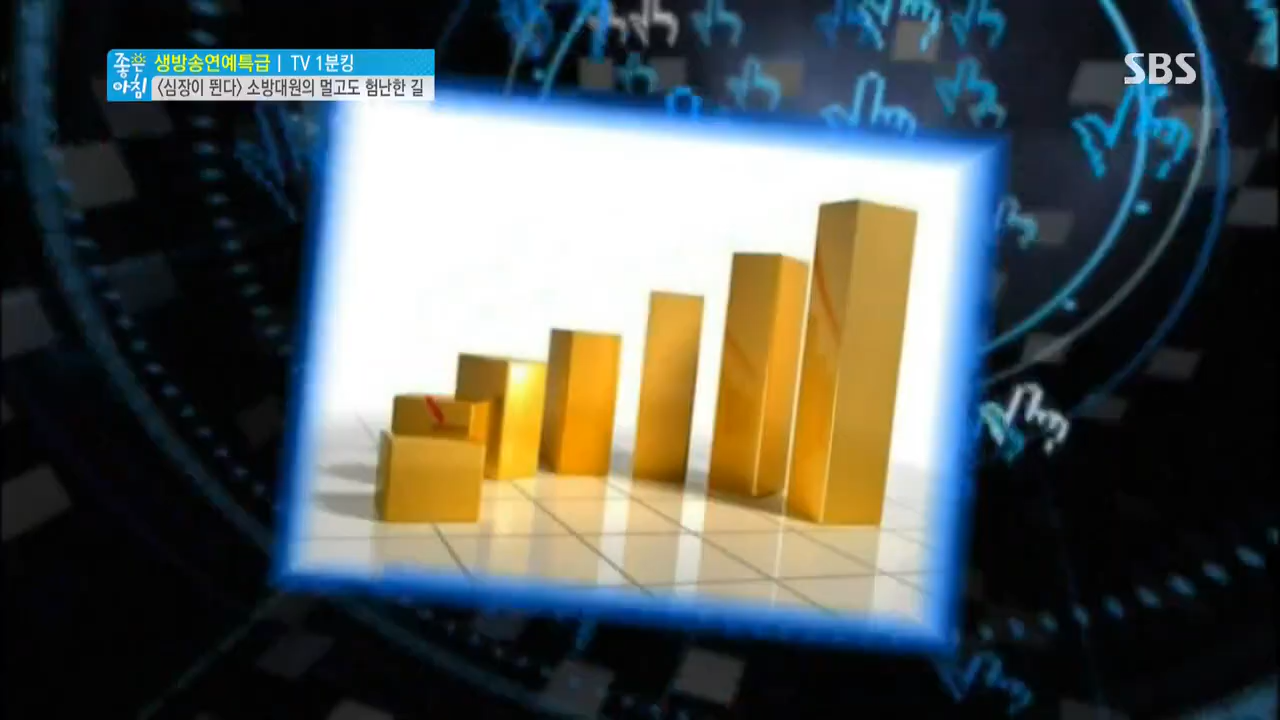 좋은
아침
생방송연예특급 | TV 1분킹
<심장이 뛴다> 소방대원의 멀고도 험난한 길
SBS